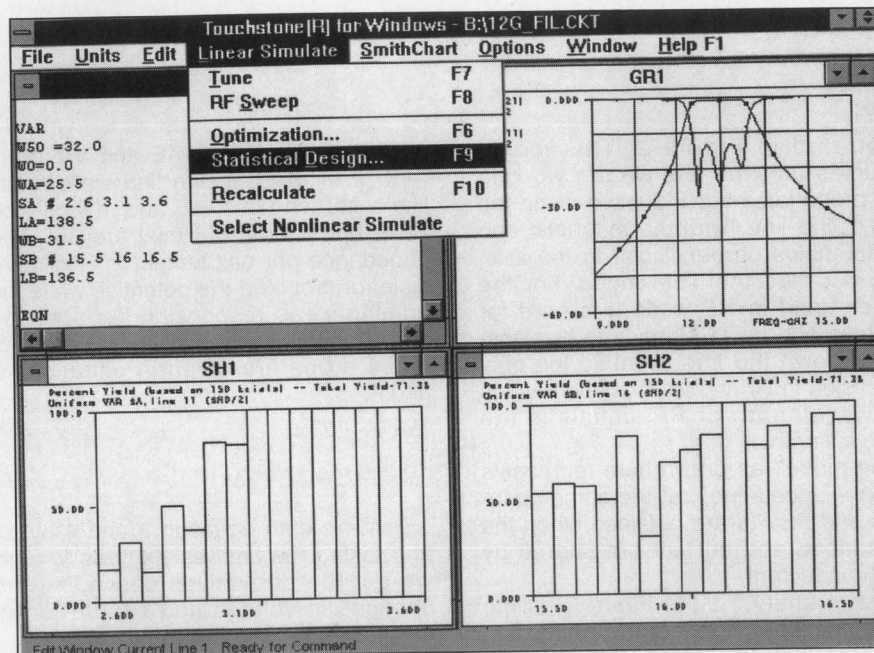 Touchstone[R] for Windows - B:\12G_FIL.CKT
File Units Edit Linear Simulate SmithChart Options Window Help F1
Tune F7
RF Sweep F8
Optimization... F6
Statistical Design... F9
Recalculate F10
Select Nonlinear Simulate
VAR
W50 =32.0
WO=0.0
WA=25.5
SA # 2.6 3.1 3.6
LA=138.5
WB=31.5
SB # 15.5 16 16.5
LB=136.5
EQN
GR1
21]
2
11]
2
0.000
-30.00
-60.00
9.000 12.00 FREQ-GHZ 15.00
SH1
Percent Yield (based on 150 trials) -- Total Yield-71.3%
Uniform VAR SA, line 11 (SHD/2)
100.0
50.00
0.000
2.600 3.100 3.600
SH2
Percent Yield (based on 150 trials) -- Total Yield-71.3%
Uniform VAR SB, line 16 (SHD/2)
100.0
50.00
0.000
15.50 16.00 16.50
Edit Window Current Line 1. Ready for Command